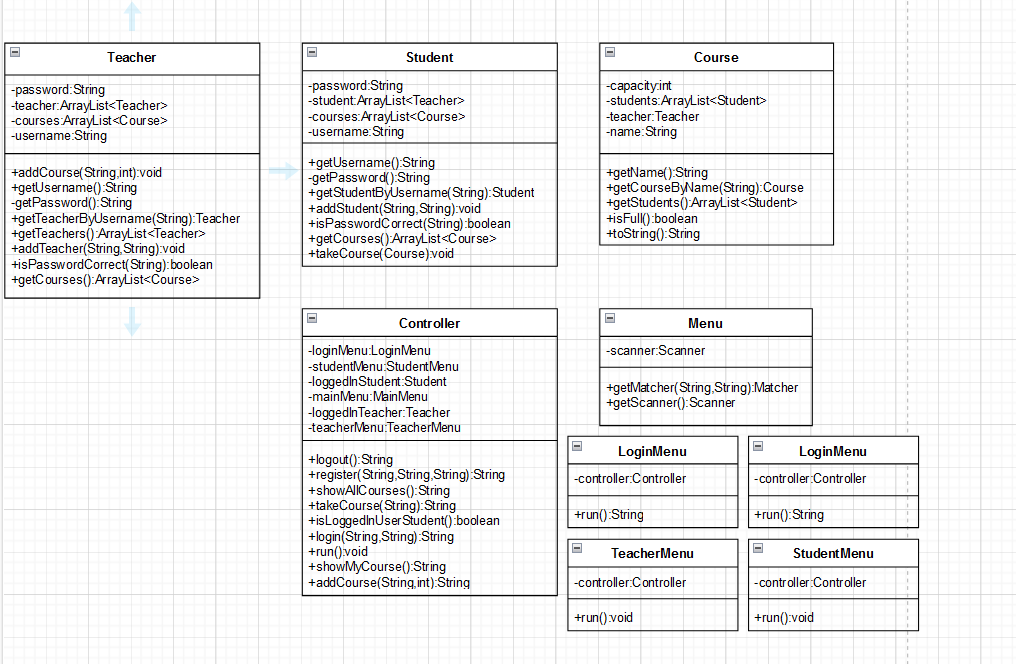 Teacher
-password:String
-teacher:ArrayList<Teacher>
-courses:ArrayList<Course>
-username:String
+addCourse(String,int):void
+getUsername():String
-getPassword():String
+getTeacherByUsername(String):Teacher
+getTeachers():ArrayList<Teacher>
+addTeacher(String,String):void
+isPasswordCorrect(String):boolean
+getCourses():ArrayList<Course>
Student
-password:String
-student:ArrayList<Teacher>
-courses:ArrayList<Course>
-username:String
+getUsername():String
-getPassword():String
+getStudentByUsername(String):Student
+addStudent(String,String):void
+isPasswordCorrect(String):boolean
+getCourses():ArrayList<Course>
+takeCourse(Course):void
Course
-capacity:int
-students:ArrayList<Student>
-teacher:Teacher
-name:String
+getName():String
+getCourseByName(String):Course
+getStudents():ArrayList<Student>
+isFull():boolean
+toString():String
Controller
-loginMenu:LoginMenu
-studentMenu:StudentMenu
-loggedInStudent:Student
-mainMenu:MainMenu
-loggedInTeacher:Teacher
-teacherMenu:TeacherMenu
+logout():String
+register(String,String,String):String
+showAllCourses():String
+takeCourse(String):String
+isLoggedInUserStudent():boolean
+login(String,String):String
+run():void
+showMyCourse():String
+addCourse(String,int):String
Menu
-scanner:Scanner
+getMatcher(String,String):Matcher
+getScanner():Scanner
LoginMenu
-controller:Controller
+run():String
LoginMenu
-controller:Controller
+run():String
TeacherMenu
-controller:Controller
+run():void
StudentMenu
-controller:Controller
+run():void